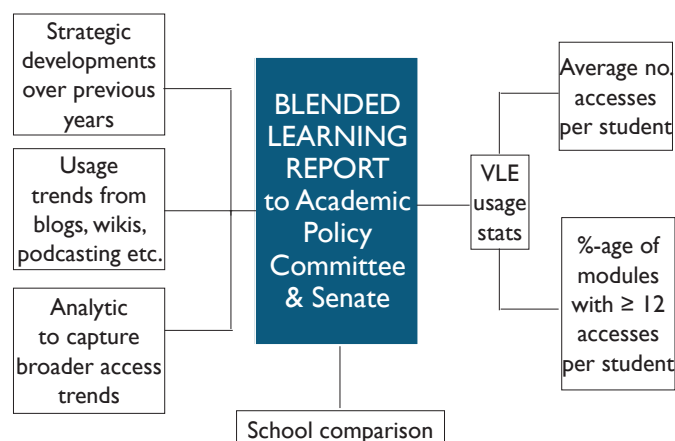 Strategic
developments
over previous
years
Usage
trends from
blogs, wikis,
podcasting etc.
Analytic
to capture
broader access
trends
BLENDED
LEARNING
REPORT
to Academic
Policy
Committee
& Senate
VLE
usage
stats
Average no.
accesses
per student
%-age of
modules
with ≥ 12
accesses
per student
School comparison